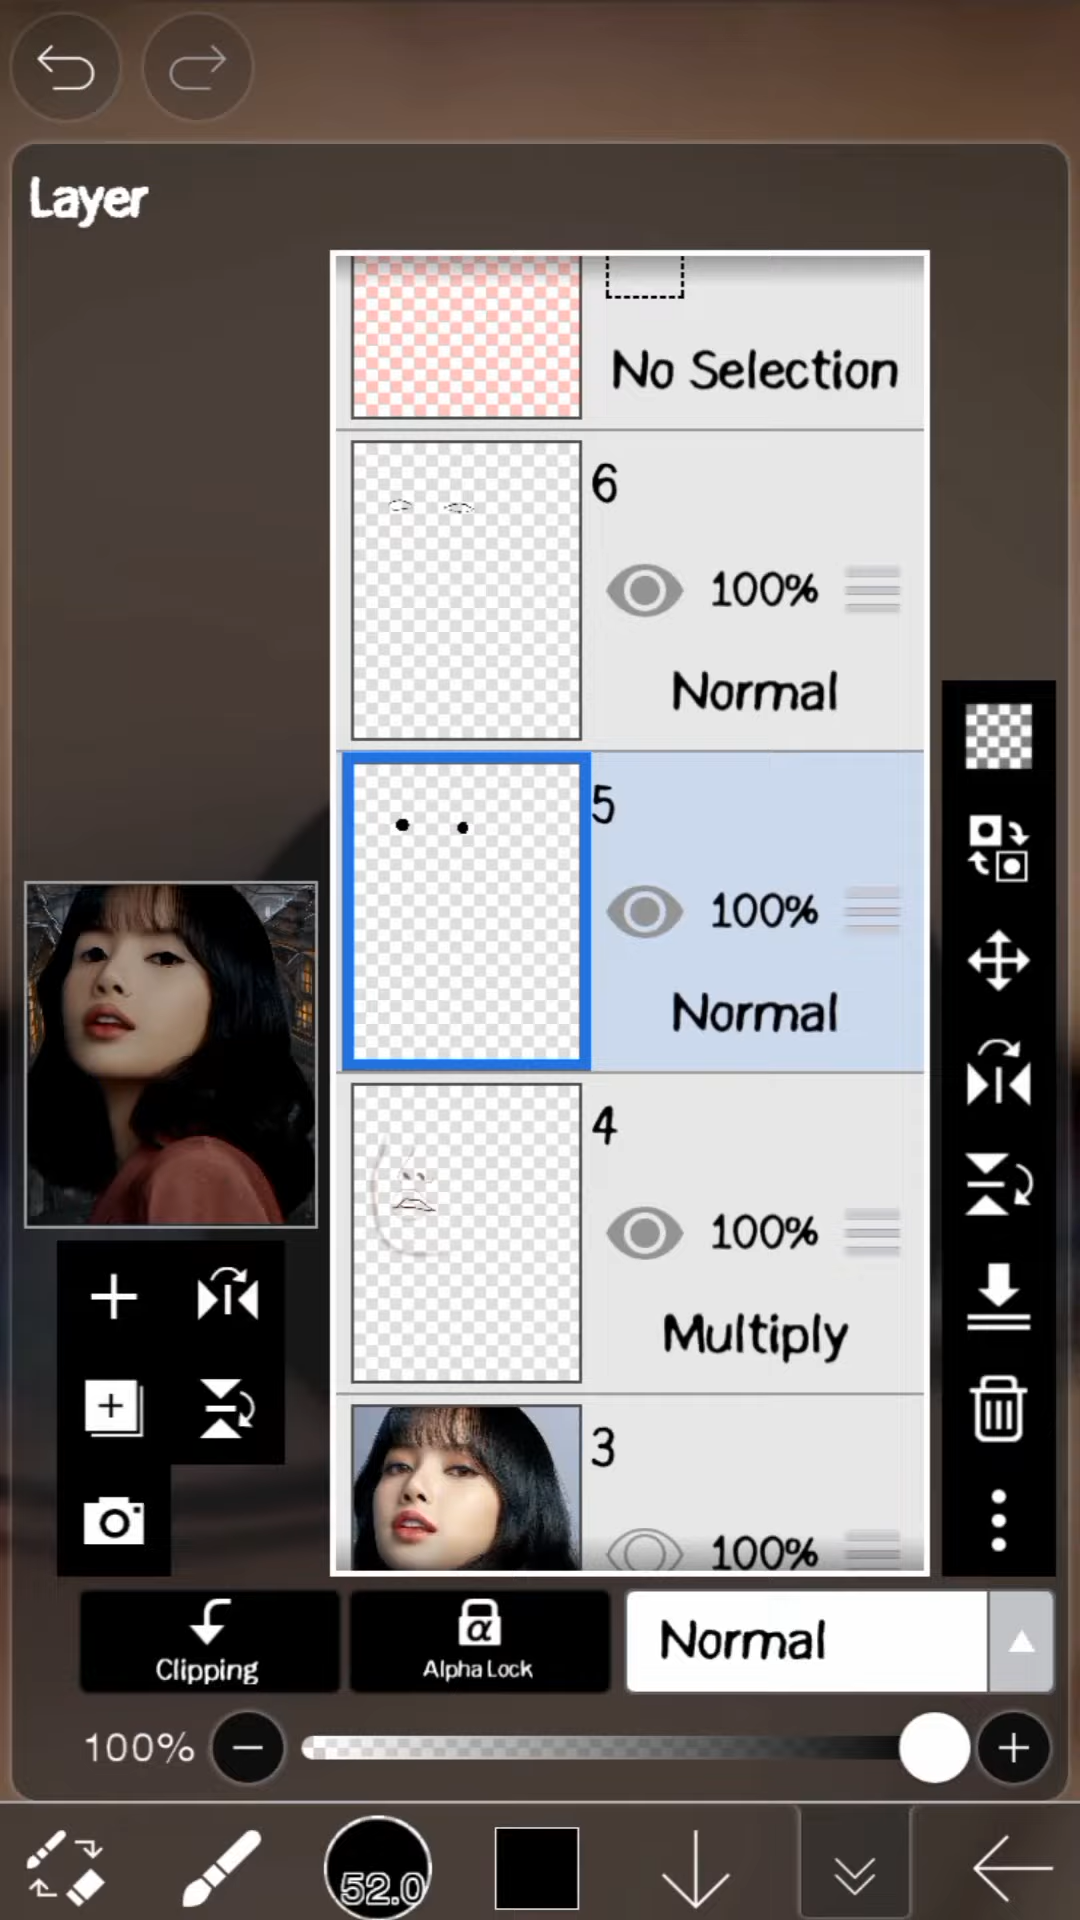 Layer
No Selection
6
100%
Normal
5
100%
Normal
4
100%
Multiply
3
100%
Clipping
α
Alpha Lock
Normal
100%
52.0